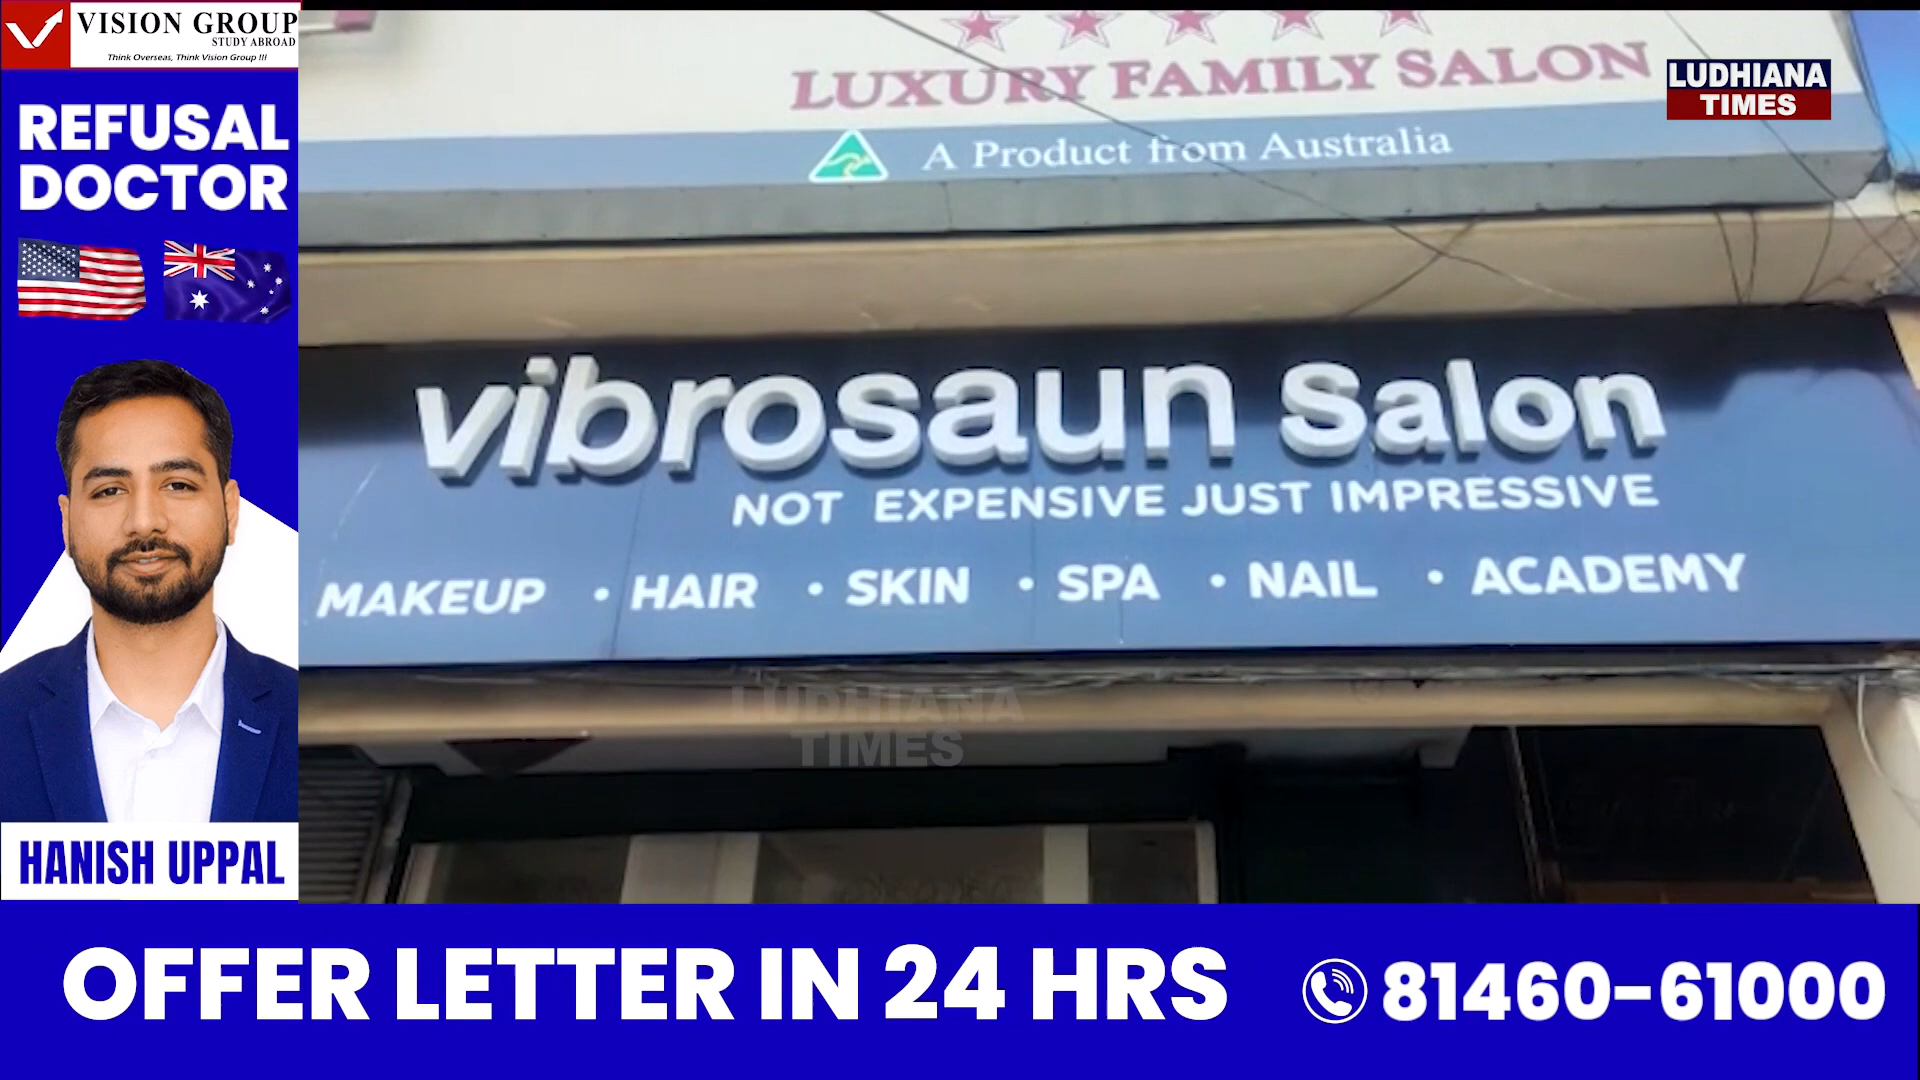 VISION GROUP
STUDY ABROAD
Think Overseas, Think Vision Group !!!
REFUSAL
DOCTOR
HANISH UPPAL
LUXURY FAMILY SALON
A Product from Australia
LUDHIANA
TIMES
vibrosaun Salon
NOT EXPENSIVE JUST IMPRESSIVE
MAKEUP • HAIR • SKIN • SPA • NAIL • ACADEMY
LUDHIANA
TIMES
OFFER LETTER IN 24 HRS
81460-61000